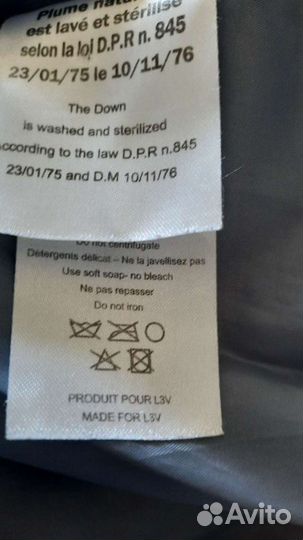 Plume
est lavé et stérilisé
selon la loi D.P.R n. 845
23/01/75 le 10/11/76
The Down
is washed and sterilized
According to the law D.P.R n.845
23/01/75 and D.M 10/11/76
Do not centrifugate
Détergents délicat – Ne la javellisez pas
Use soft soap- no bleach
Ne pas repasser
Do not iron
PRODUIT POUR L3V
MADE FOR L3V
Avito